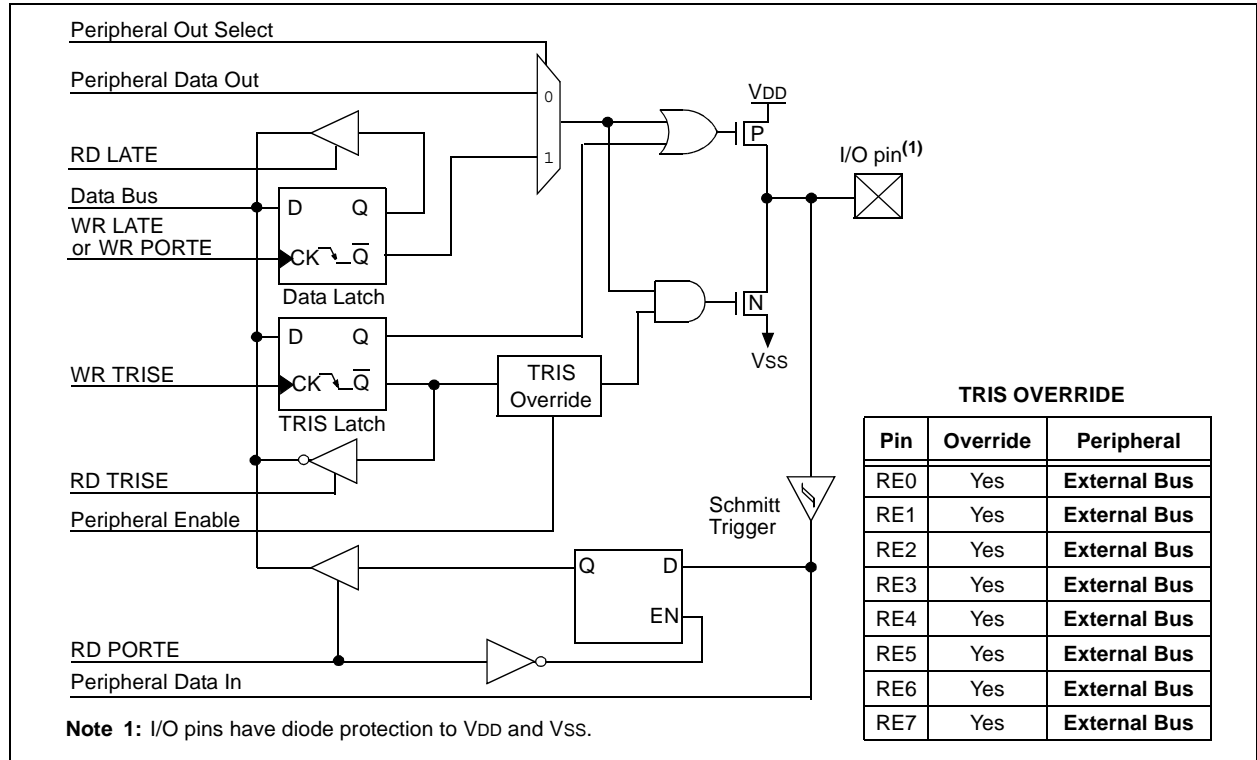 Peripheral Out Select
Peripheral Data Out
0
VDD
P
RD LATE
1
I/O pin(1)
Data Bus
D Q
WR LATE
or WR PORTE
CK Q̅
Data Latch
N
D Q
VSS
WR TRISE
CK Q̅
TRIS
Override
TRIS Latch
RD TRISE
Peripheral Enable
Schmitt
Trigger
Q D
EN
RD PORTE
Peripheral Data In
Note 1: I/O pins have diode protection to VDD and VSS.
TRIS OVERRIDE
Pin Override Peripheral
RE0 Yes External Bus
RE1 Yes External Bus
RE2 Yes External Bus
RE3 Yes External Bus
RE4 Yes External Bus
RE5 Yes External Bus
RE6 Yes External Bus
RE7 Yes External Bus